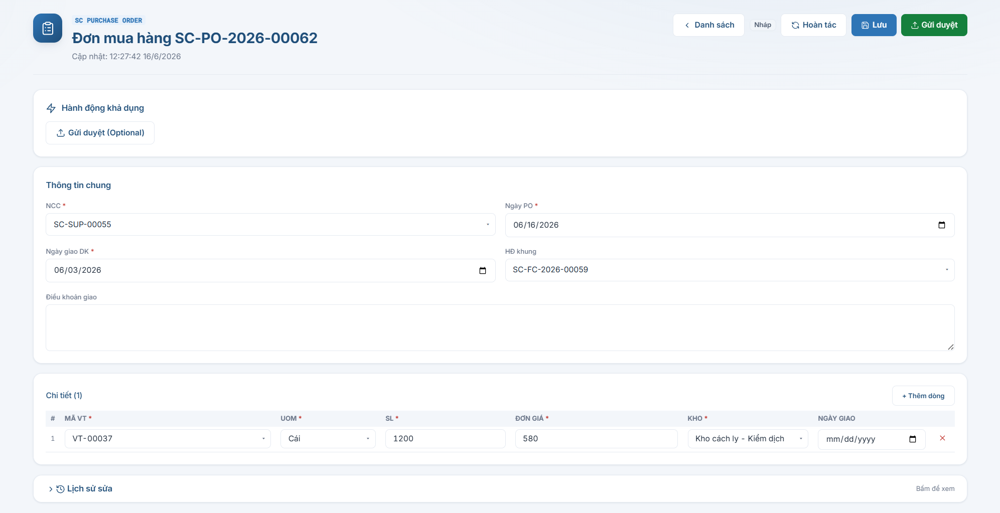 SC PURCHASE ORDER
Đơn mua hàng SC-PO-2026-00062
Cập nhật: 12:27:42 16/6/2026
Danh sách
Nháp
Hoàn tác
Lưu
Gửi duyệt
Hành động khả dụng
Gửi duyệt (Optional)
Thông tin chung
NCC *
SC-SUP-00055
Ngày PO *
06/16/2026
Ngày giao DK *
06/03/2026
HĐ khung
SC-FC-2026-00059
Điều khoản giao
Chi tiết (1)
+ Thêm dòng
# MÃ VT * UOM * SL * ĐƠN GIÁ * KHO * NGÀY GIAO
1 VT-00037 Cái 1200 580 Kho cách ly - Kiểm dịch mm/dd/yyyy
Lịch sử sửa
Bấm để xem